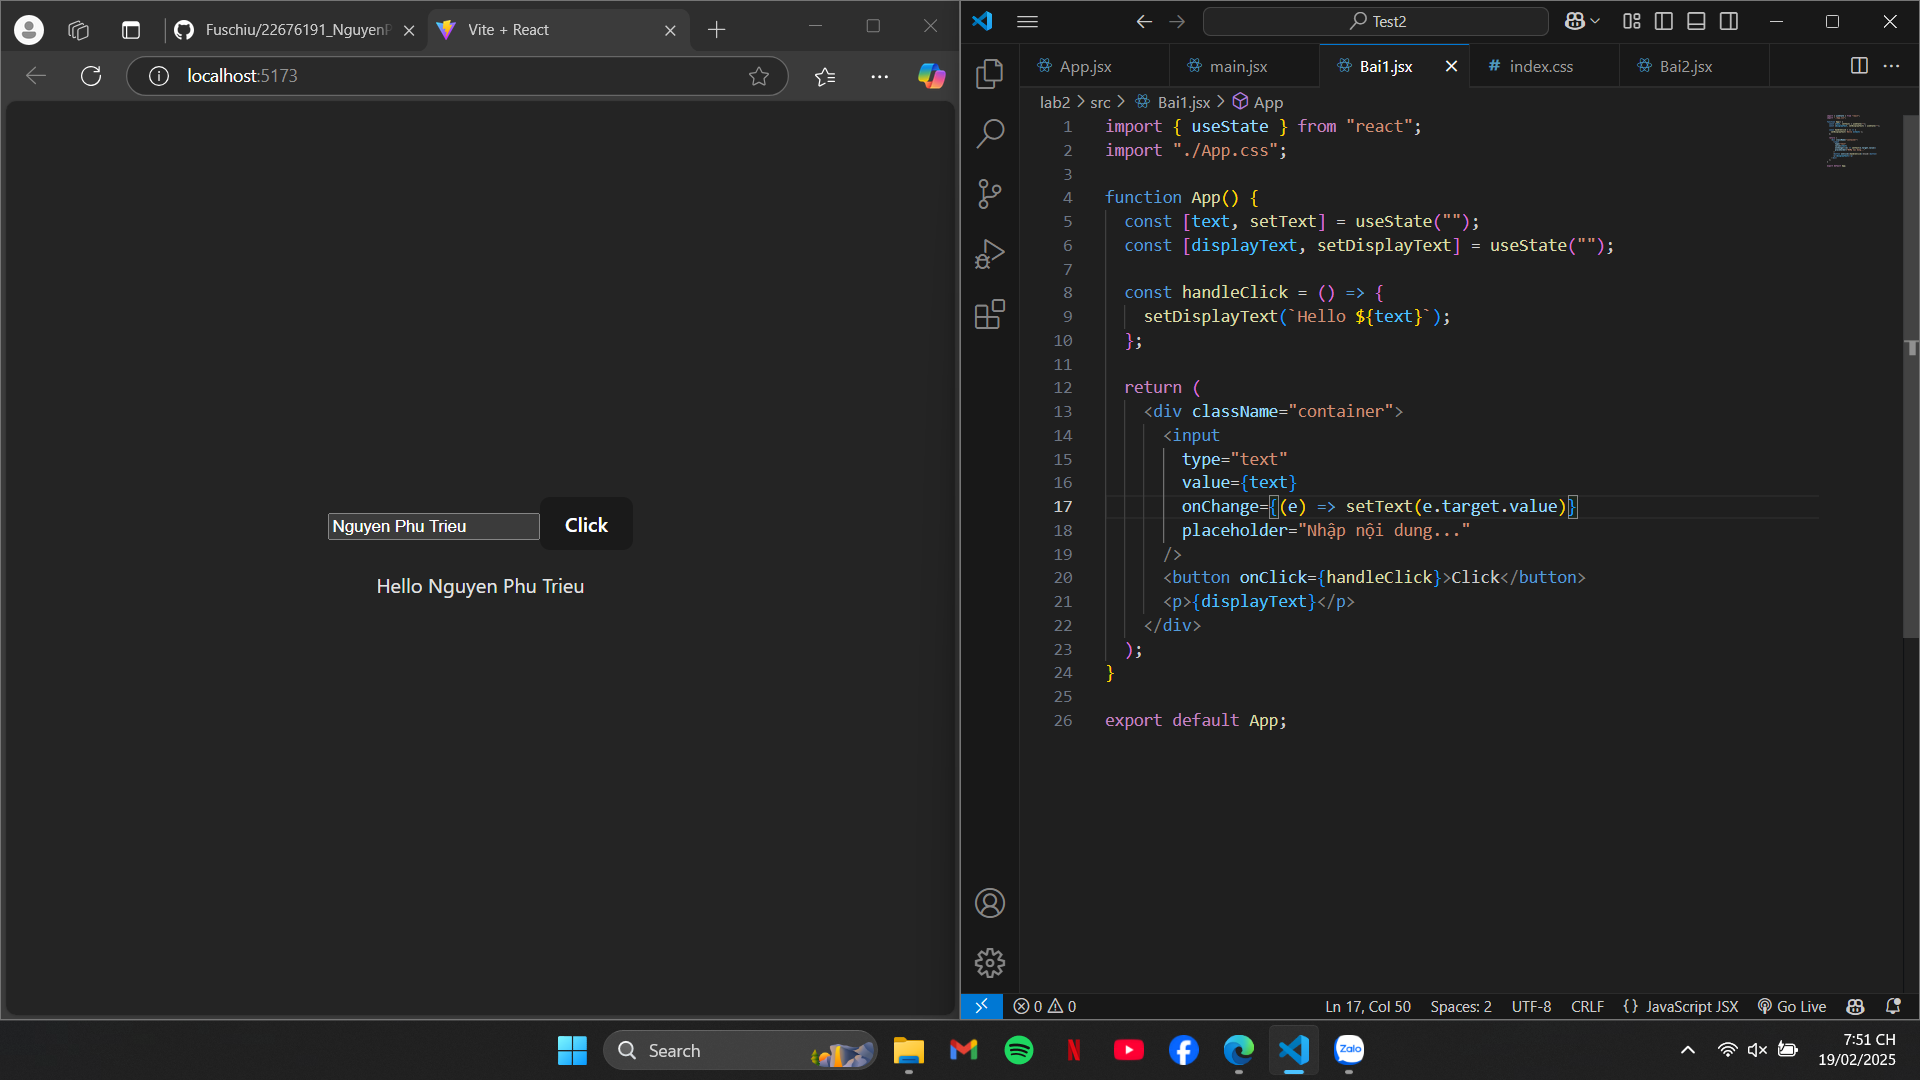 Fuschiu/22676191_NguyenP
Vite + React
localhost:5173
Nguyen Phu Trieu
Click
Hello Nguyen Phu Trieu
Test2
App.jsx
main.jsx
Bai1.jsx
# index.css
Bai2.jsx
lab2 > src > Bai1.jsx > App
1 import { useState } from "react";
2 import "./App.css";
3
4 function App() {
5 const [text, setText] = useState("");
6 const [displayText, setDisplayText] = useState("");
7
8 const handleClick = () => {
9 setDisplayText(`Hello ${text}`);
10 };
11
12 return (
13 <div className="container">
14 <input
15 type="text"
16 value={text}
17 onChange={(e) => setText(e.target.value)}
18 placeholder="Nhập nội dung..."
19 />
20 <button onClick={handleClick}>Click</button>
21 <p>{displayText}</p>
22 </div>
23 );
24 }
25
26 export default App;
0 0
Ln 17, Col 50
Spaces: 2
UTF-8
CRLF
{} JavaScript JSX
Go Live
Search
Zalo
7:51 CH
19/02/2025